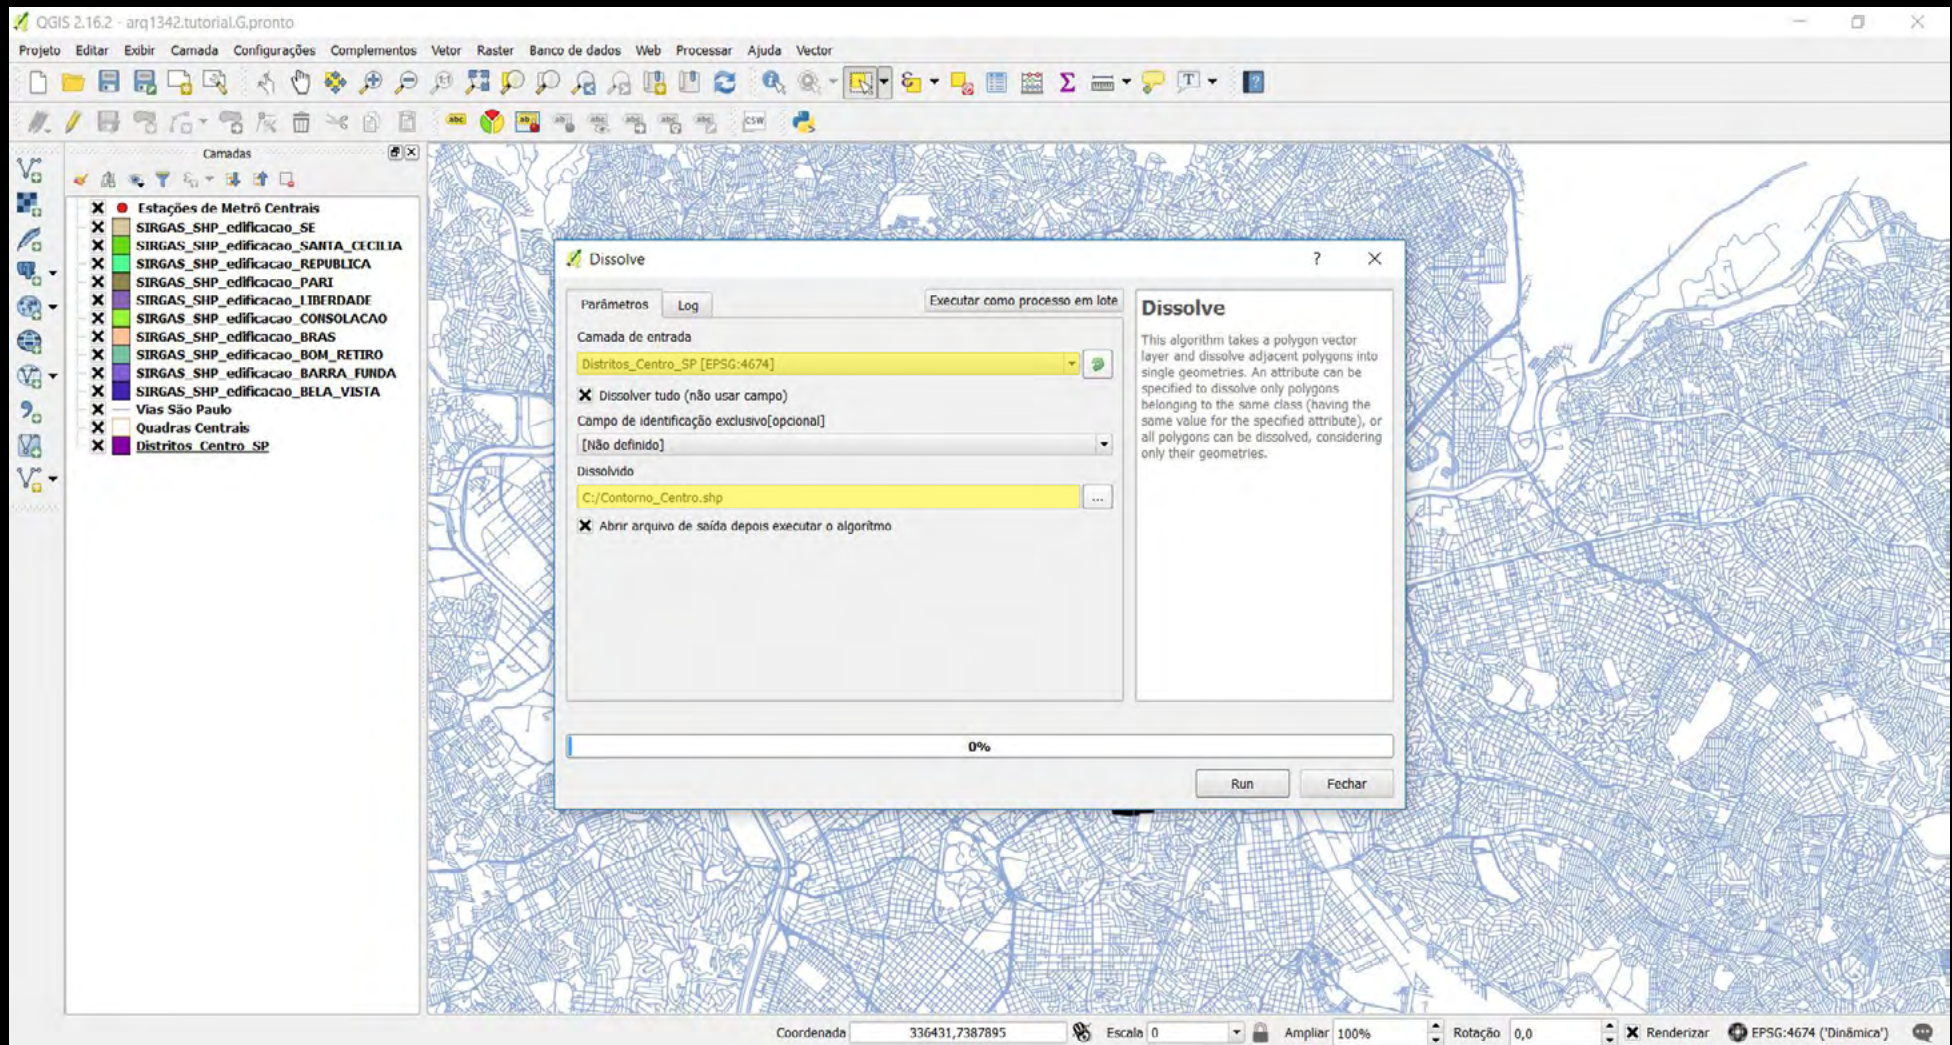 QGIS 2.16.2 - arq1342.tutorial.G.pronto
Projeto Editar Exibir Camada Configurações Complementos Vetor Raster Banco de dados Web Processar Ajuda Vector
Camadas
Estações de Metrô Centrais
SIRGAS_SHP_edificacao_SE
SIRGAS_SHP_edificacao_SANTA_CECILIA
SIRGAS_SHP_edificacao_REPUBLICA
SIRGAS_SHP_edificacao_PARI
SIRGAS_SHP_edificacao_LIBERDADE
SIRGAS_SHP_edificacao_CONSOLACAO
SIRGAS_SHP_edificacao_BRAS
SIRGAS_SHP_edificacao_BOM_RETIRO
SIRGAS_SHP_edificacao_BARRA_FUNDA
SIRGAS_SHP_edificacao_BELA_VISTA
Vias São Paulo
Quadras Centrais
Distritos_Centro_SP
Dissolve
Parâmetros Log Executar como processo em lote
Camada de entrada
Distritos_Centro_SP [EPSG:4674]
Dissolver tudo (não usar campo)
Campo de identificação exclusivo[opcional]
[Não definido]
Dissolvido
C:/Contorno_Centro.shp
...
Abrir arquivo de saída depois executar o algorítmo
Dissolve
This algorithm takes a polygon vector
layer and dissolve adjacent polygons into
single geometries. An attribute can be
specified to dissolve only polygons
belonging to the same class (having the
same value for the specified attribute), or
all polygons can be dissolved, considering
only their geometries.
0%
Run Fechar
Coordenada 336431,7387895 Escala 0 Ampliar 100% Rotação 0,0 Renderizar EPSG:4674 ('Dinâmica')